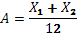 A = (X₁ + X₂) / 12